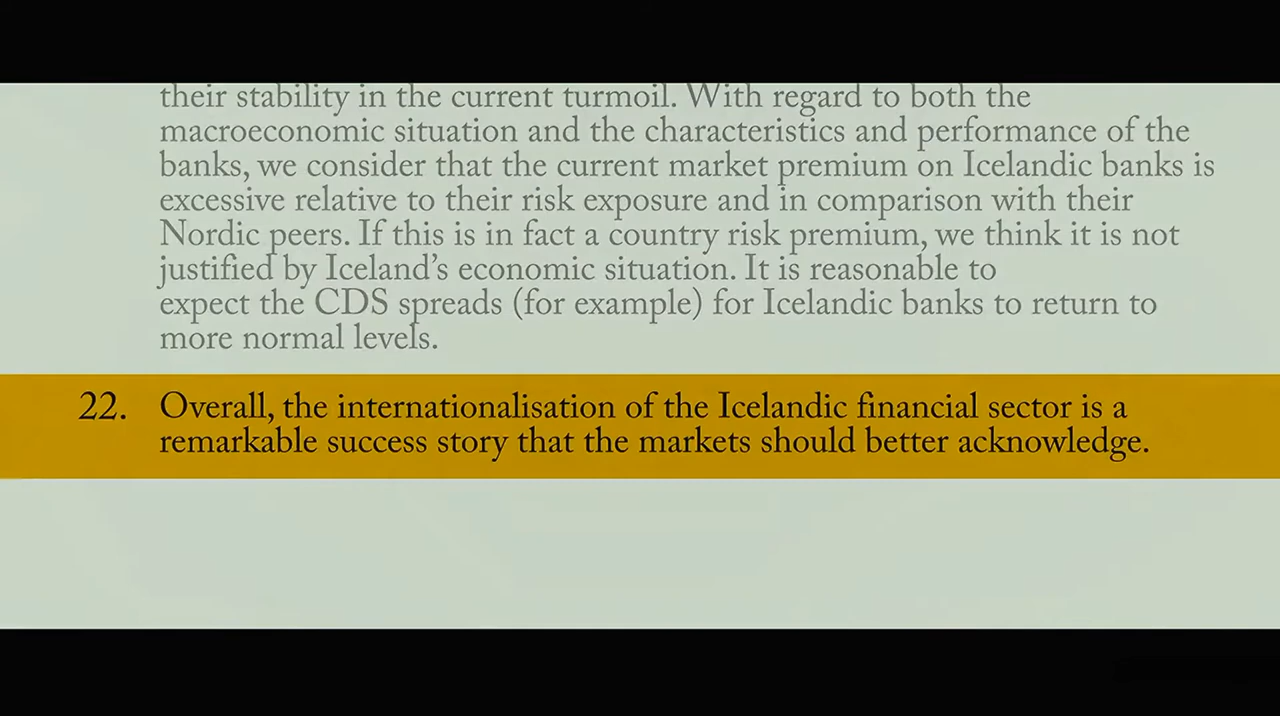 their stability in the current turmoil. With regard to both the
macroeconomic situation and the characteristics and performance of the
banks, we consider that the current market premium on Icelandic banks is
excessive relative to their risk exposure and in comparison with their
Nordic peers. If this is in fact a country risk premium, we think it is not
justified by Iceland’s economic situation. It is reasonable to
expect the CDS spreads (for example) for Icelandic banks to return to
more normal levels.
22. Overall, the internationalisation of the Icelandic financial sector is a
remarkable success story that the markets should better acknowledge.